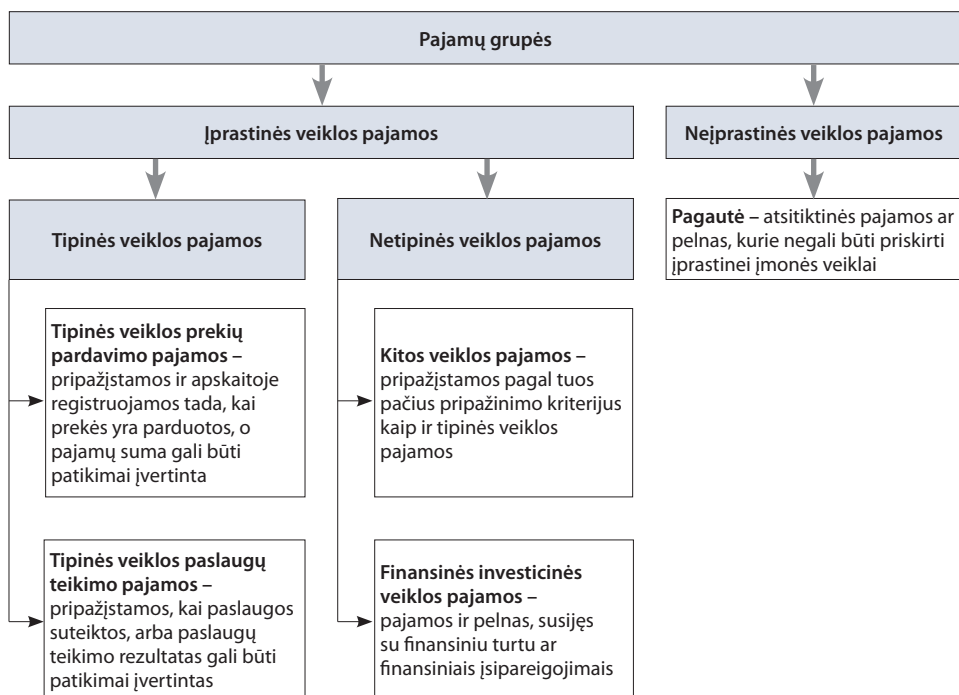 Pajamų grupės
Įprastinės veiklos pajamos
Neįprastinės veiklos pajamos
Tipinės veiklos pajamos
Netipinės veiklos pajamos
Pagautė – atsitiktinės pajamos ar
pelnas, kurie negali būti priskirti
įprastinei įmonės veiklai
Tipinės veiklos prekių
pardavimo pajamos –
pripažįstamos ir apskaitoje
registruojamos tada, kai
prekės yra parduotos, o
pajamų suma gali būti
patikimai įvertinta
Kitos veiklos pajamos –
pripažįstamos pagal tuos
pačius pripažinimo kriterijus
kaip ir tipinės veiklos
pajamos
Tipinės veiklos paslaugų
teikimo pajamos –
pripažįstamos, kai paslaugos
suteiktos, arba paslaugų
teikimo rezultatas gali būti
patikimai įvertintas
Finansinės investicinės
veiklos pajamos –
pajamos ir pelnas, susijęs
su finansiniu turtu ar
finansiniais įsipareigojimais